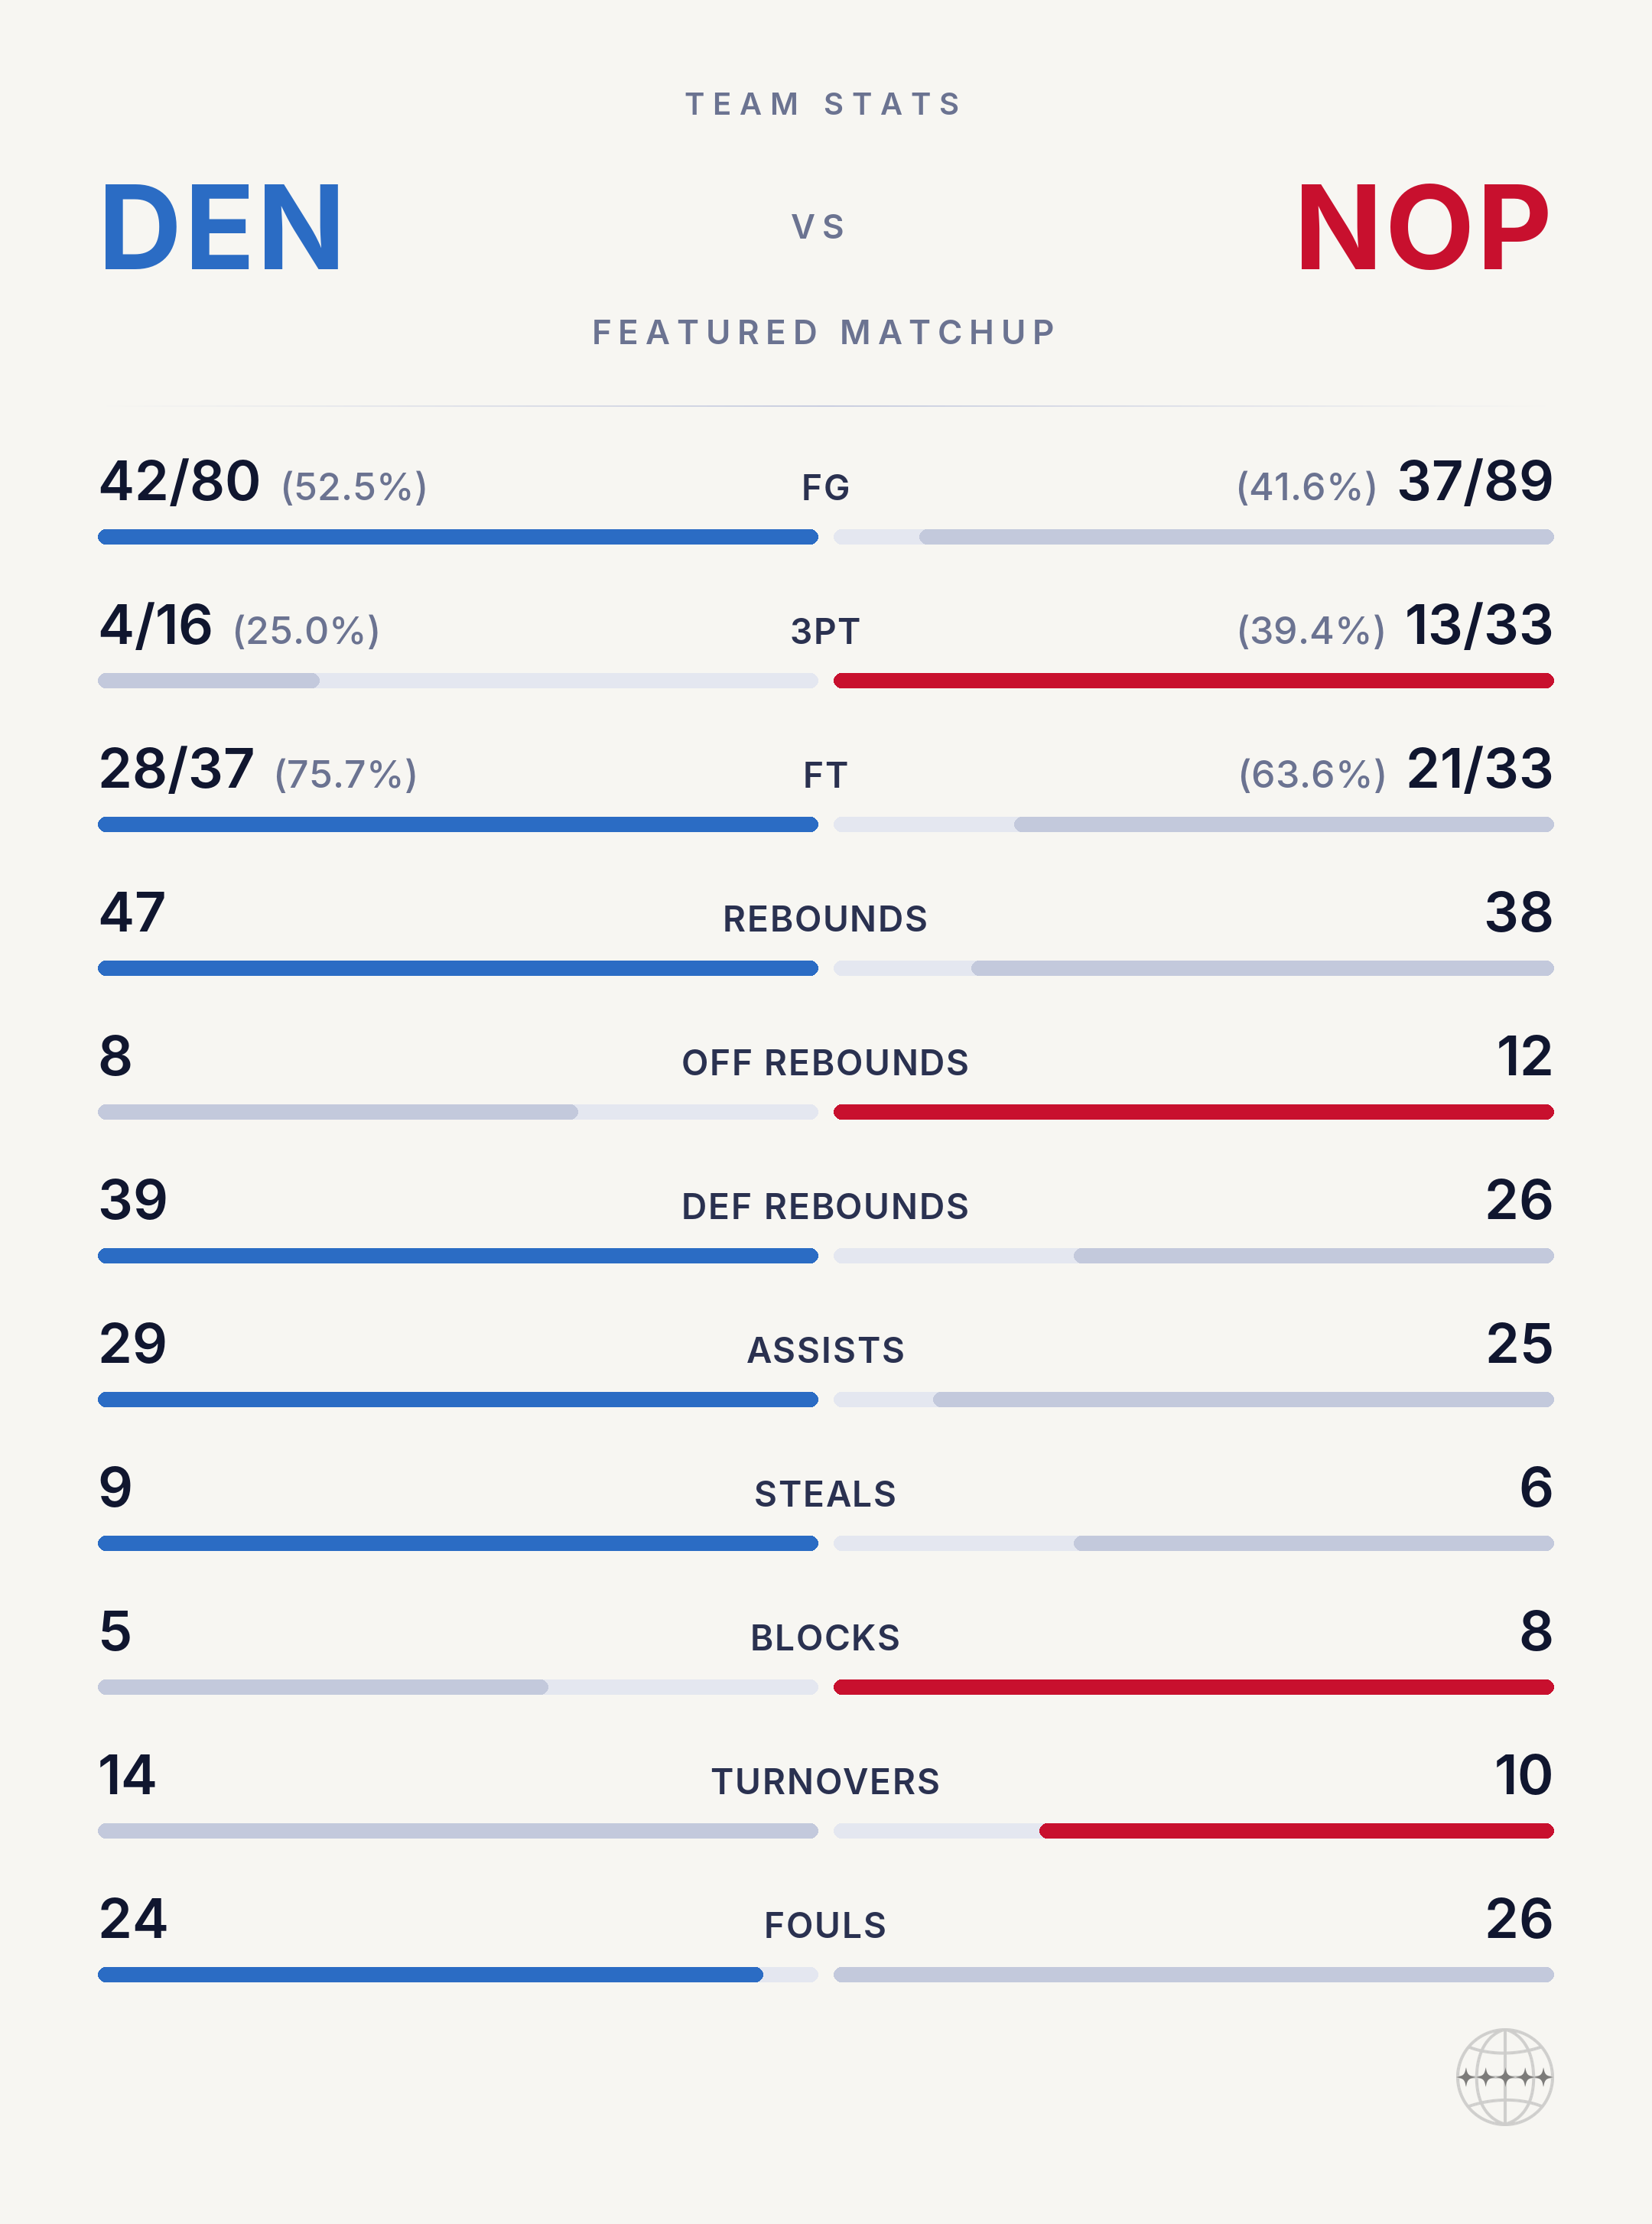 TEAM STATS
DEN VS NOP
FEATURED MATCHUP
42/80 (52.5%) FG (41.6%) 37/89
4/16 (25.0%) 3PT (39.4%) 13/33
28/37 (75.7%) FT (63.6%) 21/33
47 REBOUNDS 38
8 OFF REBOUNDS 12
39 DEF REBOUNDS 26
29 ASSISTS 25
9 STEALS 6
5 BLOCKS 8
14 TURNOVERS 10
24 FOULS 26